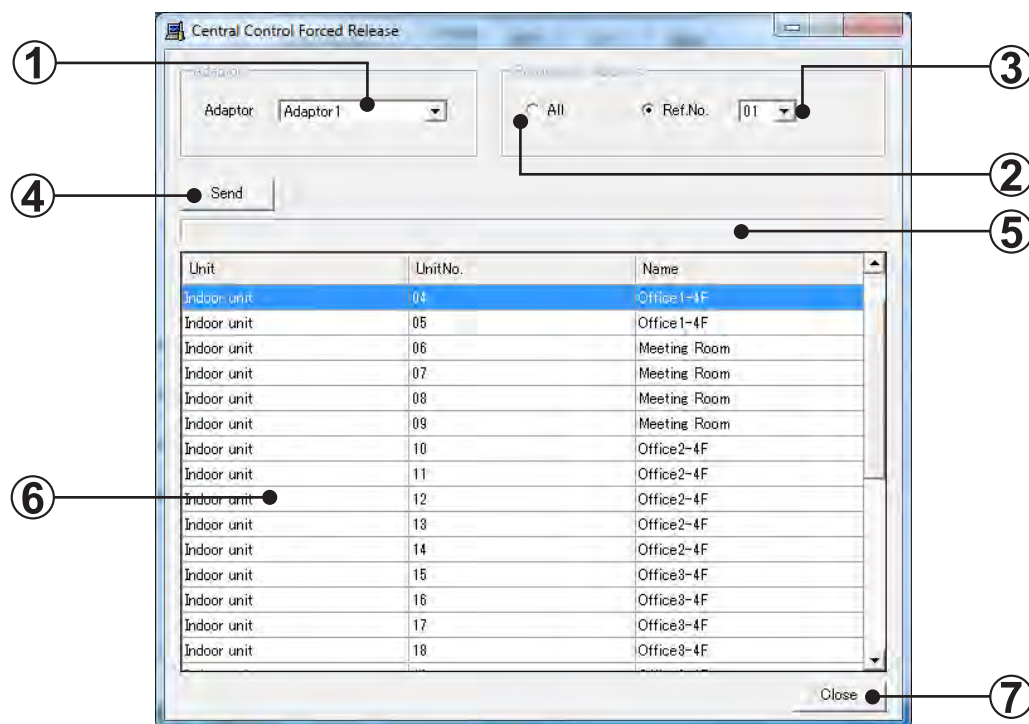 Central Control Forced Release
1
3
Adaptor
Adaptor Adaptor1
All Ref.No. 01
2
4 Send
5
Unit UnitNo. Name
Indoor unit 04 Office1-4F
Indoor unit 05 Office1-4F
Indoor unit 06 Meeting Room
Indoor unit 07 Meeting Room
Indoor unit 08 Meeting Room
Indoor unit 09 Meeting Room
Indoor unit 10 Office2-4F
Indoor unit 11 Office2-4F
6 Indoor unit 12 Office2-4F
Indoor unit 13 Office2-4F
Indoor unit 14 Office2-4F
Indoor unit 15 Office3-4F
Indoor unit 16 Office3-4F
Indoor unit 17 Office3-4F
Indoor unit 18 Office3-4F
Close 7